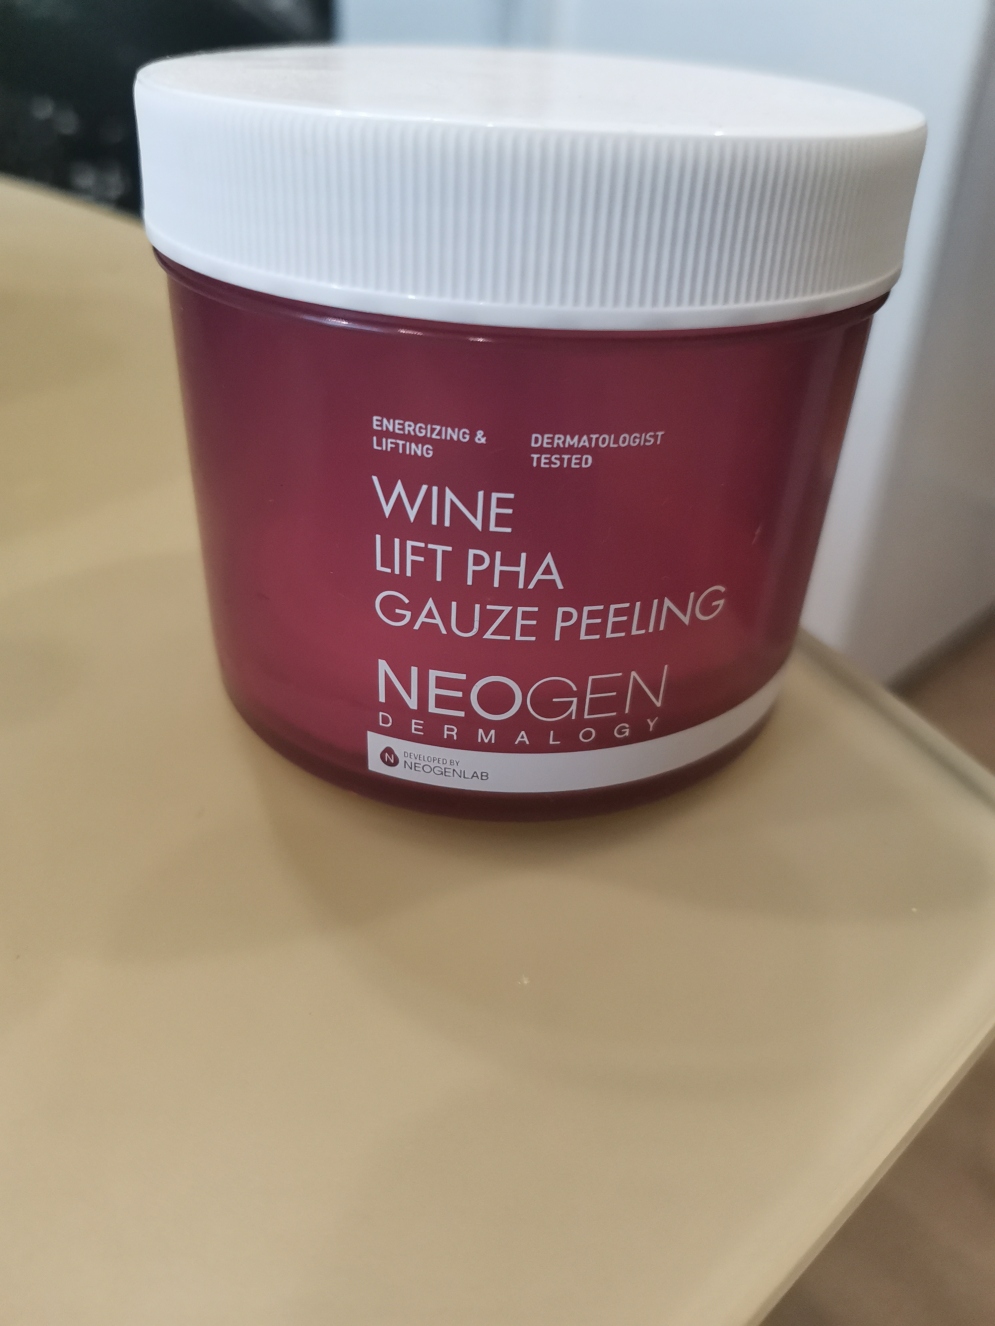 ENERGIZING &
LIFTING
DERMATOLOGIST
TESTED
WINE
LIFT PHA
GAUZE PEELING
NEOGEN
DERMALOGY
N
DEVELOPED BY
NEOGENLAB